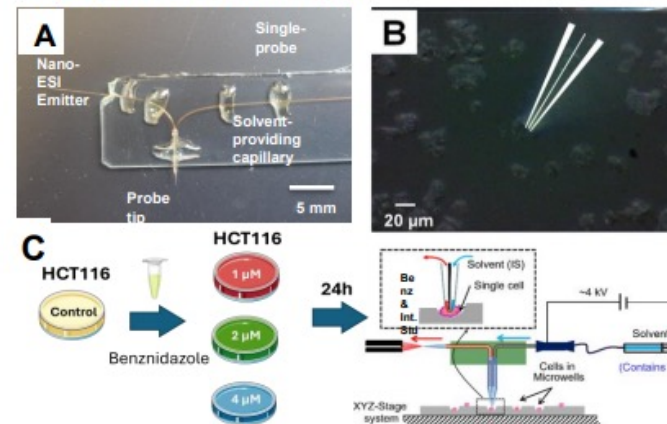 A
Single-
probe
Nano-
ESI
Emitter
Solvent-
providing
capillary
Probe
tip
5 mm
B
20 µm
C
HCT116
Control
Benznidazole
HCT116
1 µM
2 µM
4 µM
24h
Be
nz
& 
Int.
Std
Solvent (IS)
Single cell
~4 kV
Solvent
(Contains
Cells in
Microwells
XYZ-Stage
system